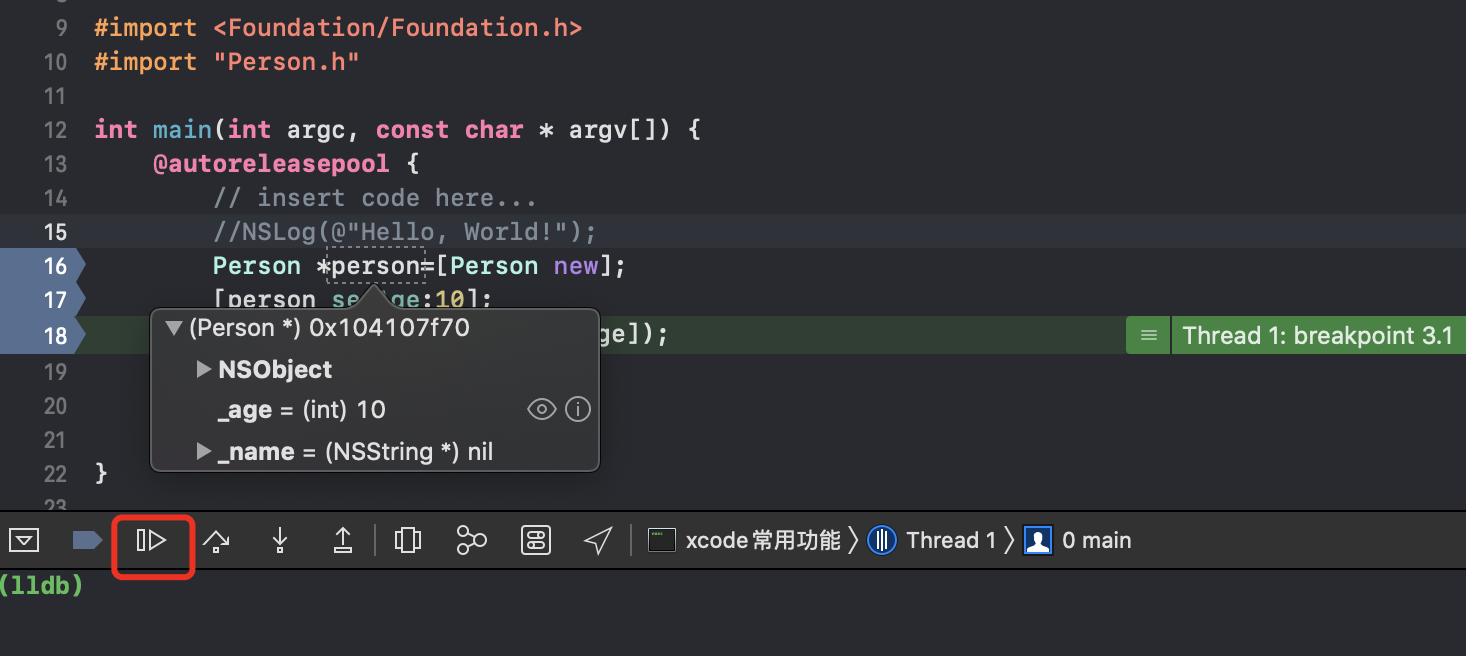 9 #import <Foundation/Foundation.h>
10 #import "Person.h"
11
12 int main(int argc, const char * argv[]) {
13 @autoreleasepool {
14 // insert code here...
15 //NSLog(@"Hello, World!");
16 Person *person=[Person new];
17 [person se ge:10];
18 ge]); Thread 1: breakpoint 3.1
(Person *) 0x104107f70
19
NSObject
20 _age = (int) 10
21
_name = (NSString *) nil
22 }
23
xcode常用功能 Thread 1 0 main
(lldb)